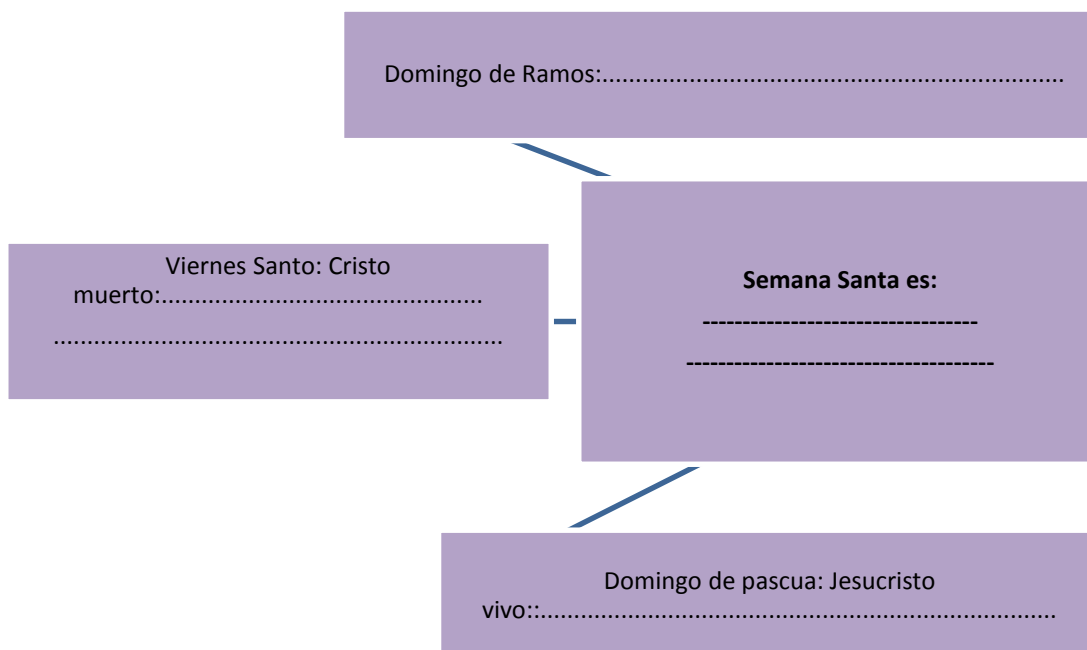 Domingo de Ramos:.....................................................................
Viernes Santo: Cristo
muerto:................................................
...................................................................
Semana Santa es:
----------------------------------
--------------------------------------
Domingo de pascua: Jesucristo
vivo::.............................................................................